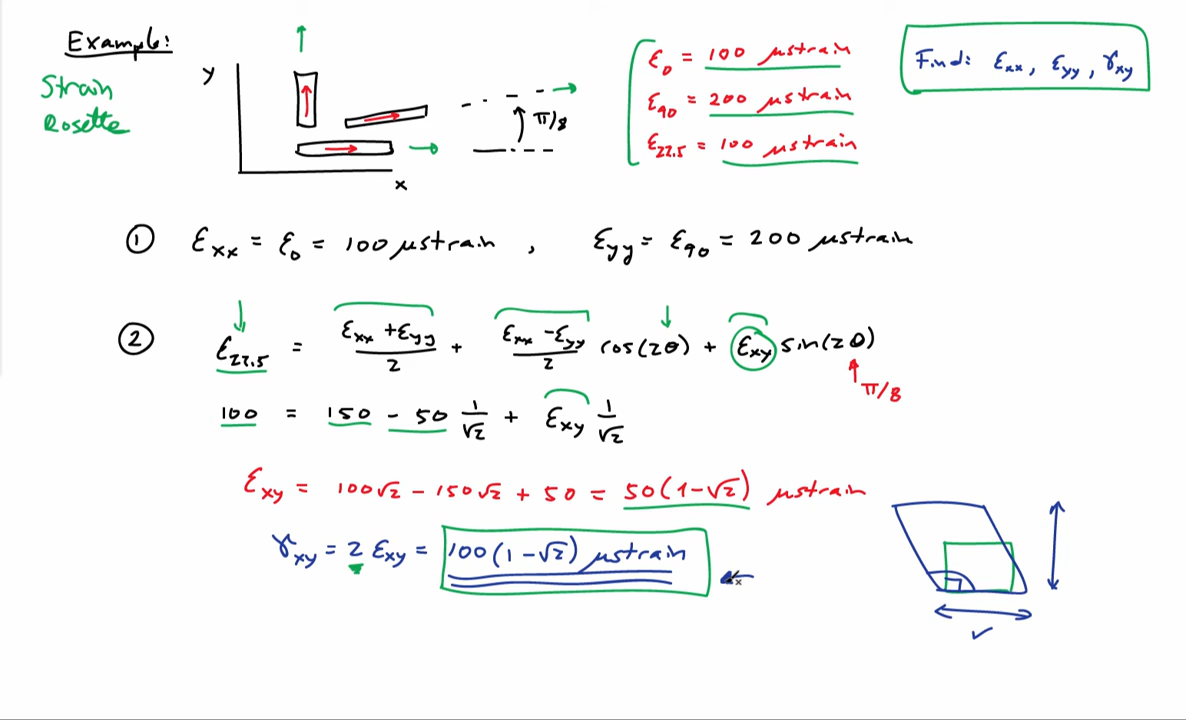 Example:
Strain
Rosette
y
x
π/8
ε₀ = 100 μstrain
ε₉₀ = 200 μstrain
ε₂₂.₅ = 100 μstrain
Find: εxx, εyy, γxy
① εxx = ε₀ = 100 μstrain , εyy = ε₉₀ = 200 μstrain
② ε₂₂.₅ = (εxx + εyy)/2 + (εxx - εyy)/2 cos(2θ) + εxy sin(2θ)
π/8
100 = 150 - 50 1/√2 + εxy 1/√2
εxy = 100√2 - 150√2 + 50 = 50(1-√2) μstrain
γxy = 2 εxy = 100(1-√2) μstrain